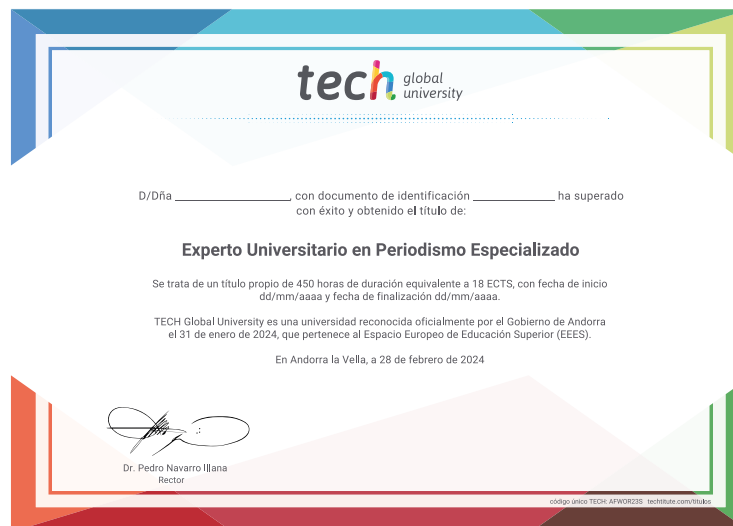 tech global university
D/Dña ______________, con documento de identificación ____________ ha superado
con éxito y obtenido el título de:
Experto Universitario en Periodismo Especializado
Se trata de un título propio de 450 horas de duración equivalente a 18 ECTS, con fecha de inicio
dd/mm/aaaa y fecha de finalización dd/mm/aaaa.
TECH Global University es una universidad reconocida oficialmente por el Gobierno de Andorra
el 31 de enero de 2024, que pertenece al Espacio Europeo de Educación Superior (EEES).
En Andorra la Vella, a 28 de febrero de 2024
Dr. Pedro Navarro Illana
Rector
código único TECH: AFWOR23S techtitute.com/titulos